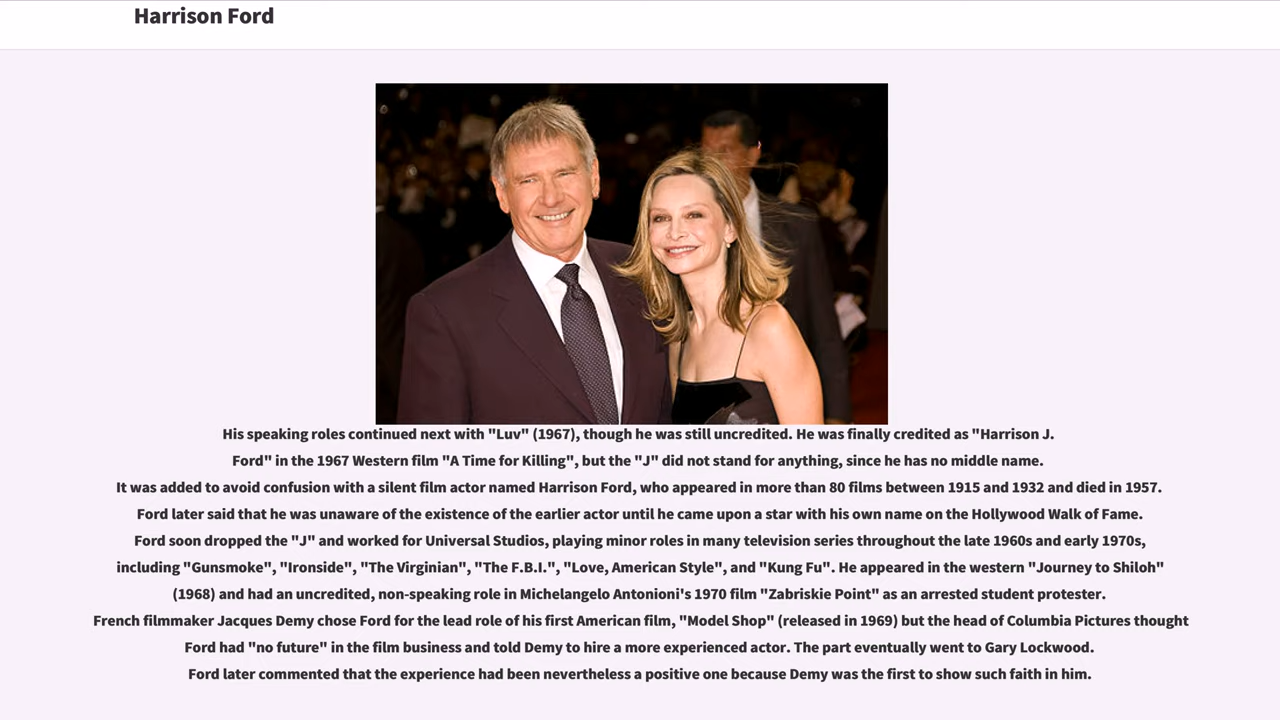 Harrison Ford
His speaking roles continued next with "Luv" (1967), though he was still uncredited. He was finally credited as "Harrison J.
Ford" in the 1967 Western film "A Time for Killing", but the "J" did not stand for anything, since he has no middle name.
It was added to avoid confusion with a silent film actor named Harrison Ford, who appeared in more than 80 films between 1915 and 1932 and died in 1957.
Ford later said that he was unaware of the existence of the earlier actor until he came upon a star with his own name on the Hollywood Walk of Fame.
Ford soon dropped the "J" and worked for Universal Studios, playing minor roles in many television series throughout the late 1960s and early 1970s,
including "Gunsmoke", "Ironside", "The Virginian", "The F.B.I.", "Love, American Style", and "Kung Fu". He appeared in the western "Journey to Shiloh"
(1968) and had an uncredited, non-speaking role in Michelangelo Antonioni's 1970 film "Zabriskie Point" as an arrested student protester.
French filmmaker Jacques Demy chose Ford for the lead role of his first American film, "Model Shop" (released in 1969) but the head of Columbia Pictures thought
Ford had "no future" in the film business and told Demy to hire a more experienced actor. The part eventually went to Gary Lockwood.
Ford later commented that the experience had been nevertheless a positive one because Demy was the first to show such faith in him.